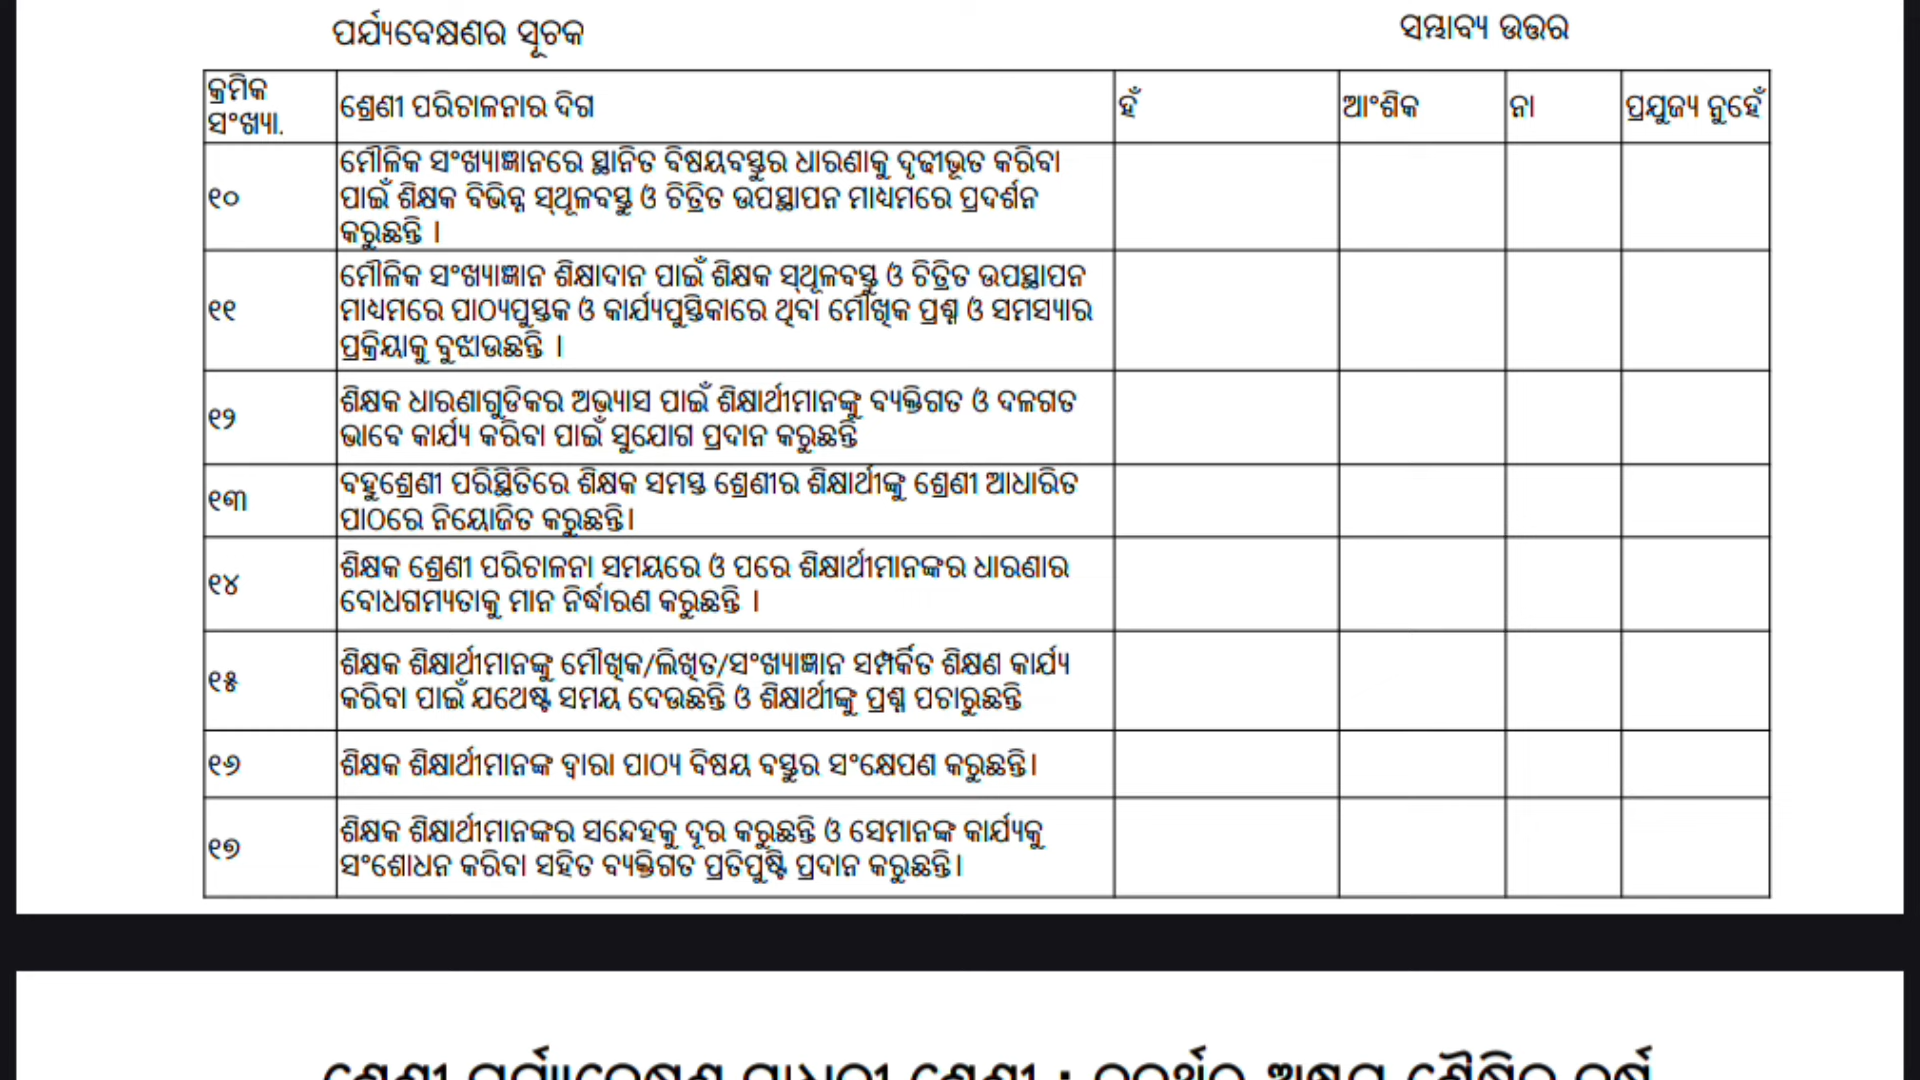 ପର୍ଯ୍ୟବେକ୍ଷଣର ସୂଚକ
ସମ୍ଭାବ୍ୟ ଉତ୍ତର
କ୍ରମିକ
ସଂଖ୍ୟା.
ଶ୍ରେଣୀ ପରିଚାଳନାର ଦିଗ
ହଁ
ଆଂଶିକ
ନା
ପ୍ରଯୁଜ୍ୟ ନୁହେଁ
୧୦
ମୌଳିକ ସଂଖ୍ୟାଜ୍ଞାନରେ ସ୍ଥାନିତ ବିଷୟବସ୍ତୁର ଧାରଣାକୁ ଦୃଢୀଭୂତ କରିବା
ପାଇଁ ଶିକ୍ଷକ ବିଭିନ୍ନ ସ୍ଥୂଳବସ୍ତୁ ଓ ଚିତ୍ରିତ ଉପସ୍ଥାପନ ମାଧ୍ୟମରେ ପ୍ରଦର୍ଶନ
କରୁଛନ୍ତି ।
୧୧
ମୌଳିକ ସଂଖ୍ୟାଜ୍ଞାନ ଶିକ୍ଷାଦାନ ପାଇଁ ଶିକ୍ଷକ ସ୍ଥୂଳବସ୍ତୁ ଓ ଚିତ୍ରିତ ଉପସ୍ଥାପନ
ମାଧ୍ୟମରେ ପାଠ୍ୟପୁସ୍ତକ ଓ କାର୍ଯ୍ୟପୁସ୍ତିକାରେ ଥିବା ମୌଖିକ ପ୍ରଶ୍ନ ଓ ସମସ୍ୟାର
ପ୍ରକ୍ରିୟାକୁ ବୁଝାଉଛନ୍ତି ।
୧୨
ଶିକ୍ଷକ ଧାରଣାଗୁଡିକର ଅଭ୍ୟାସ ପାଇଁ ଶିକ୍ଷାର୍ଥୀମାନଙ୍କୁ ବ୍ୟକ୍ତିଗତ ଓ ଦଳଗତ
ଭାବେ କାର୍ଯ୍ୟ କରିବା ପାଇଁ ସୁଯୋଗ ପ୍ରଦାନ କରୁଛନ୍ତି
୧୩
ବହୁଶ୍ରେଣୀ ପରିସ୍ଥିତିରେ ଶିକ୍ଷକ ସମସ୍ତ ଶ୍ରେଣୀର ଶିକ୍ଷାର୍ଥୀଙ୍କୁ ଶ୍ରେଣୀ ଆଧାରିତ
ପାଠରେ ନିୟୋଜିତ କରୁଛନ୍ତି।
୧୪
ଶିକ୍ଷକ ଶ୍ରେଣୀ ପରିଚାଳନା ସମୟରେ ଓ ପରେ ଶିକ୍ଷାର୍ଥୀମାନଙ୍କର ଧାରଣାର
ବୋଧଗମ୍ୟତାକୁ ମାନ ନିର୍ଦ୍ଧାରଣ କରୁଛନ୍ତି ।
୧୫
ଶିକ୍ଷକ ଶିକ୍ଷାର୍ଥୀମାନଙ୍କୁ ମୌଖିକ/ଲିଖିତ/ସଂଖ୍ୟାଜ୍ଞାନ ସମ୍ପର୍କିତ ଶିକ୍ଷଣ କାର୍ଯ୍ୟ
କରିବା ପାଇଁ ଯଥେଷ୍ଟ ସମୟ ଦେଉଛନ୍ତି ଓ ଶିକ୍ଷାର୍ଥୀଙ୍କୁ ପ୍ରଶ୍ନ ପଚାରୁଛନ୍ତି
୧୬
ଶିକ୍ଷକ ଶିକ୍ଷାର୍ଥୀମାନଙ୍କ ଦ୍ୱାରା ପାଠ୍ୟ ବିଷୟ ବସ୍ତୁର ସଂକ୍ଷେପଣ କରୁଛନ୍ତି।
୧୭
ଶିକ୍ଷକ ଶିକ୍ଷାର୍ଥୀମାନଙ୍କର ସନ୍ଦେହକୁ ଦୂର କରୁଛନ୍ତି ଓ ସେମାନଙ୍କ କାର୍ଯ୍ୟକୁ
ସଂଶୋଧନ କରିବା ସହିତ ବ୍ୟକ୍ତିଗତ ପ୍ରତିପୁଷ୍ଟି ପ୍ରଦାନ କରୁଛନ୍ତି।